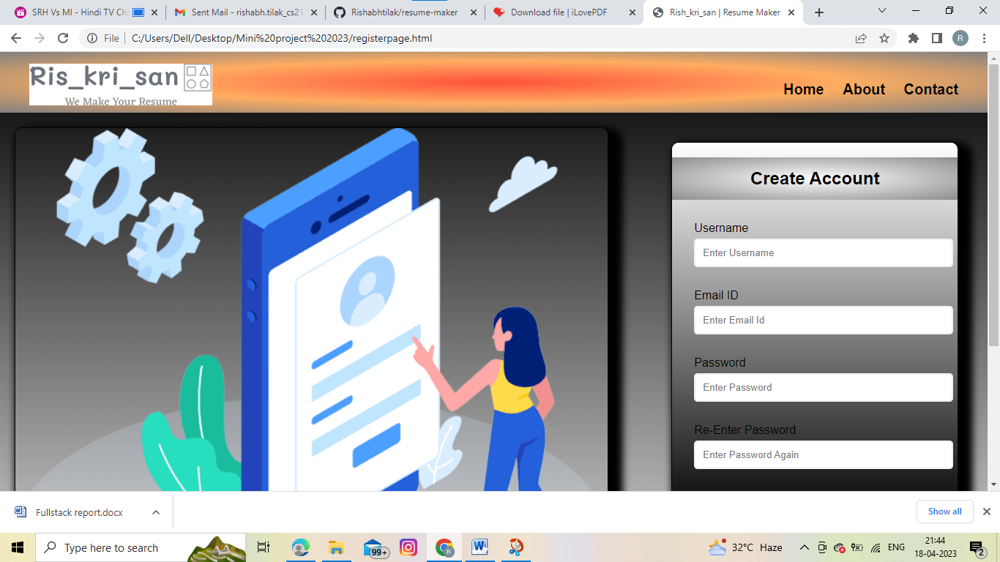 SRH Vs MI - Hindi TV Cha
Sent Mail - rishabh.tilak_cs21
Rishabhtilak/resume-maker
Download file | iLovePDF
Rish_kri_san | Resume Maker
File
C:/Users/Dell/Desktop/Mini%20project%202023/registerpage.html
R
Ris_kri_san
We Make Your Resume
Home
About
Contact
Create Account
Username
Enter Username
Email ID
Enter Email Id
Password
Enter Password
Re-Enter Password
Enter Password Again
Fullstack report.docx
Show all
Type here to search
99+
R
32°C Haze
ENG
21:44
18-04-2023
2